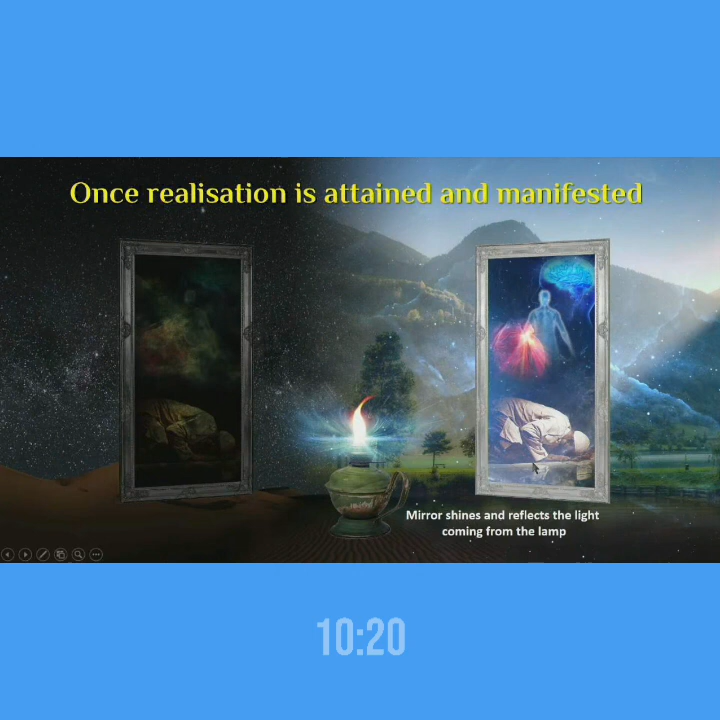 Once realisation is attained and manifested
Mirror shines and reflects the light
coming from the lamp
10:20